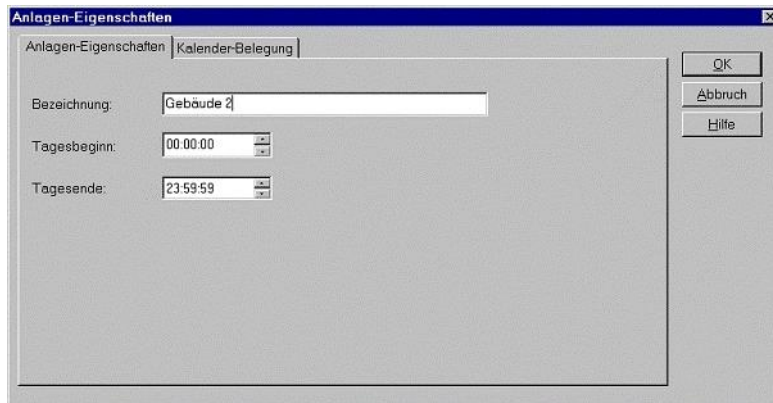 Anlagen-Eigenschaften
Anlagen-Eigenschaften Kalender-Belegung
Bezeichnung: Gebäude 2
Tagesbeginn: 00:00:00
Tagesende: 23:59:59
OK
Abbruch
Hilfe